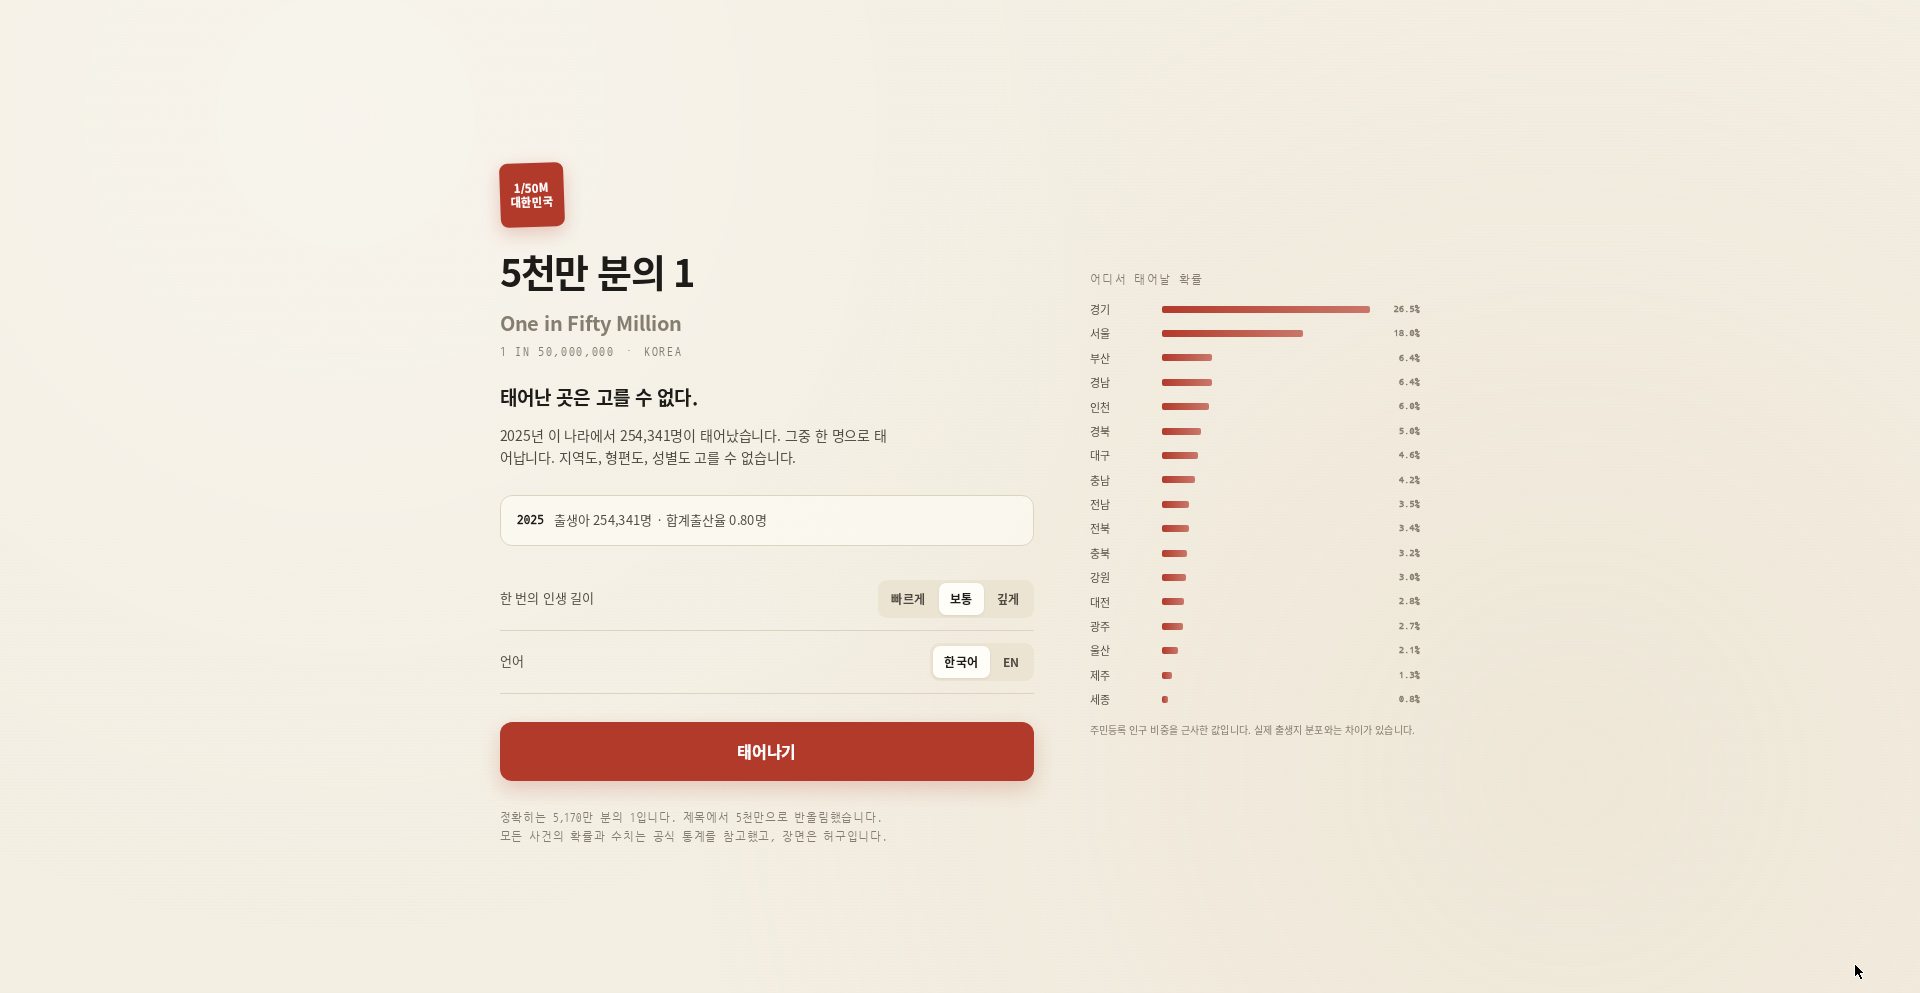 1/50M
대한민국
5천만 분의 1
One in Fifty Million
1 IN 50,000,000 · KOREA
태어난 곳은 고를 수 없다.
2025년 이 나라에서 254,341명이 태어났습니다. 그중 한 명으로 태
어납니다. 지역도, 형편도, 성별도 고를 수 없습니다.
2025 출생아 254,341명 · 합계출산율 0.80명
한 번의 인생 길이 빠르게 보통 깊게
언어 한국어 EN
태어나기
정확히는 5,170만 분의 1입니다. 제목에서 5천만으로 반올림했습니다.
모든 사건의 확률과 수치는 공식 통계를 참고했고, 장면은 허구입니다.
어디서 태어날 확률
경기 26.5%
서울 18.0%
부산 6.4%
경남 6.4%
인천 6.0%
경북 5.0%
대구 4.6%
충남 4.2%
전남 3.5%
전북 3.4%
충북 3.2%
강원 3.0%
대전 2.8%
광주 2.7%
울산 2.1%
제주 1.3%
세종 0.8%
주민등록 인구 비중을 근사한 값입니다. 실제 출생지 분포와는 차이가 있습니다.